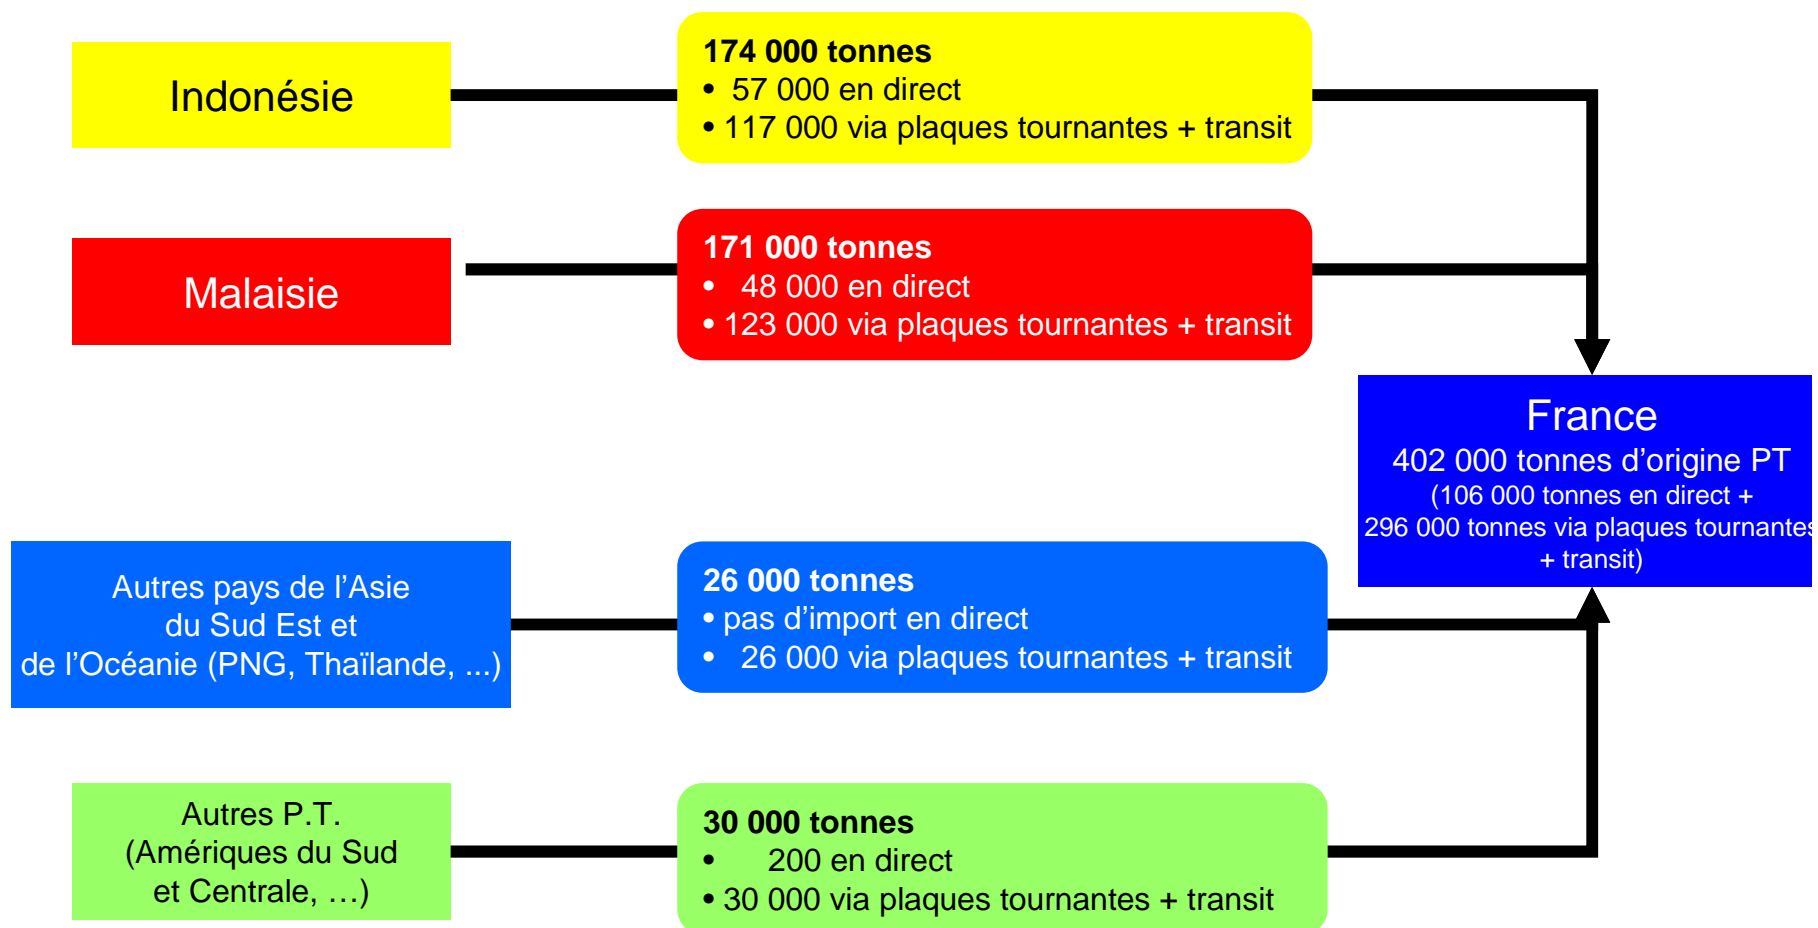 Indonésie
174 000 tonnes
• 57 000 en direct
• 117 000 via plaques tournantes + transit
Malaisie
171 000 tonnes
• 48 000 en direct
• 123 000 via plaques tournantes + transit
France
402 000 tonnes d’origine PT
(106 000 tonnes en direct +
296 000 tonnes via plaques tournantes
+ transit)
Autres pays de l’Asie
du Sud Est et
de l’Océanie (PNG, Thaïlande, ...)
26 000 tonnes
• pas d’import en direct
• 26 000 via plaques tournantes + transit
Autres P.T.
(Amériques du Sud
et Centrale, …)
30 000 tonnes
• 200 en direct
• 30 000 via plaques tournantes + transit